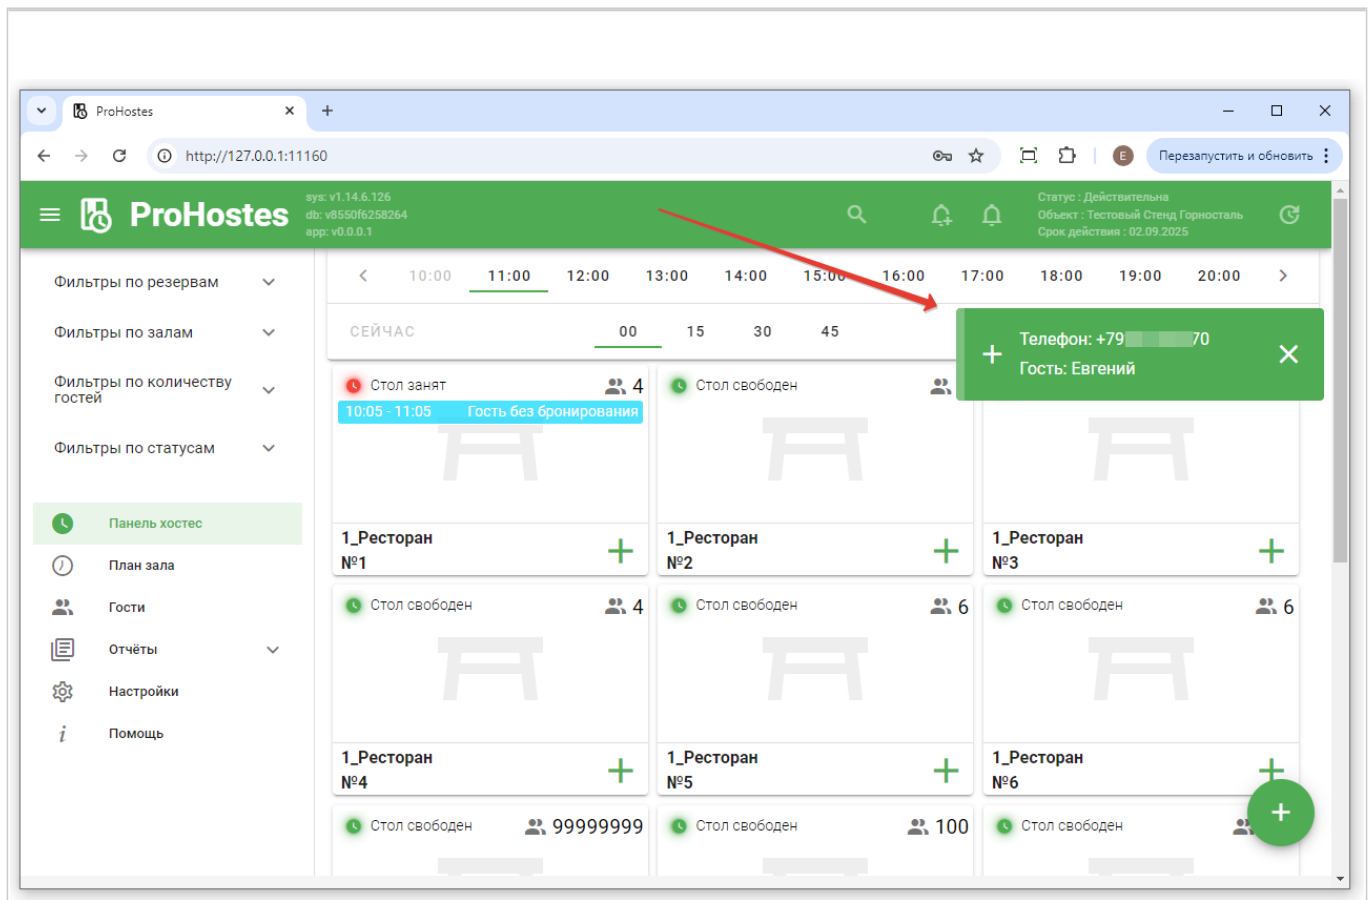 ProHostes
http://127.0.0.1:11160
E
Перезапустить и обновить
ProHostes
sys: v1.14.6.126
db: v8550f6258264
app: v0.0.0.1
Статус : Действительна
Объект : Тестовый Стенд Горносталь
Срок действия : 02.09.2025
Фильтры по резервам
Фильтры по залам
Фильтры по количеству
гостей
Фильтры по статусам
Панель хостес
План зала
Гости
Отчёты
Настройки
Помощь
10:00 11:00 12:00 13:00 14:00 15:00 16:00 17:00 18:00 19:00 20:00
СЕЙЧАС 00 15 30 45
Телефон: +79 70
Гость: Евгений
Стол занят 4
10:05 - 11:05 Гость без бронирования
1_Ресторан
№1
Стол свободен
1_Ресторан
№2
1_Ресторан
№3
Стол свободен 4
1_Ресторан
№4
Стол свободен 6
1_Ресторан
№5
Стол свободен 6
1_Ресторан
№6
Стол свободен 99999999
Стол свободен 100
Стол свободен